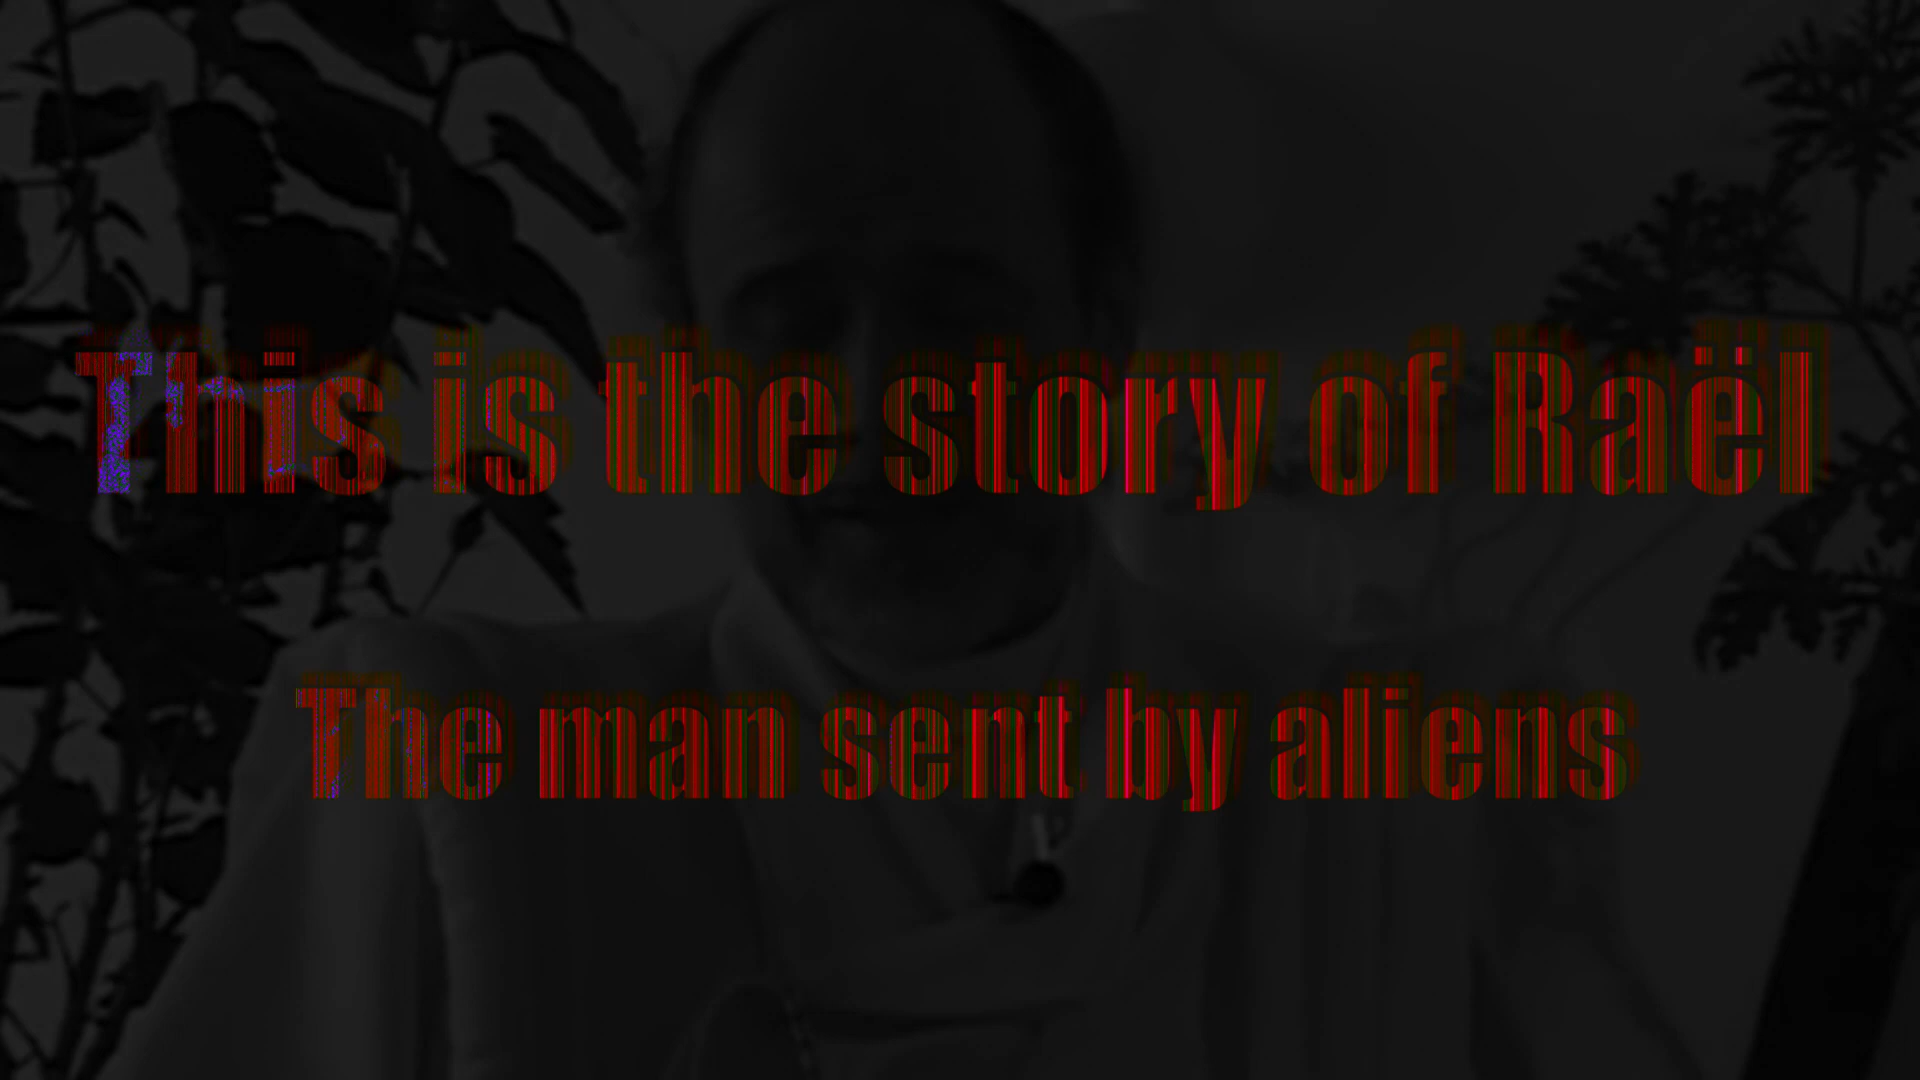 This is the story of Raël
The man sent by aliens